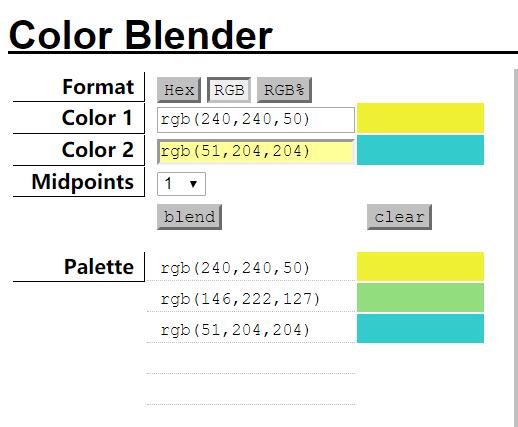 Color Blender
Format Hex RGB RGB%
Color 1 rgb(240,240,50)
Color 2 rgb(51,204,204)
Midpoints 1
blend clear
Palette rgb(240,240,50)
rgb(146,222,127)
rgb(51,204,204)